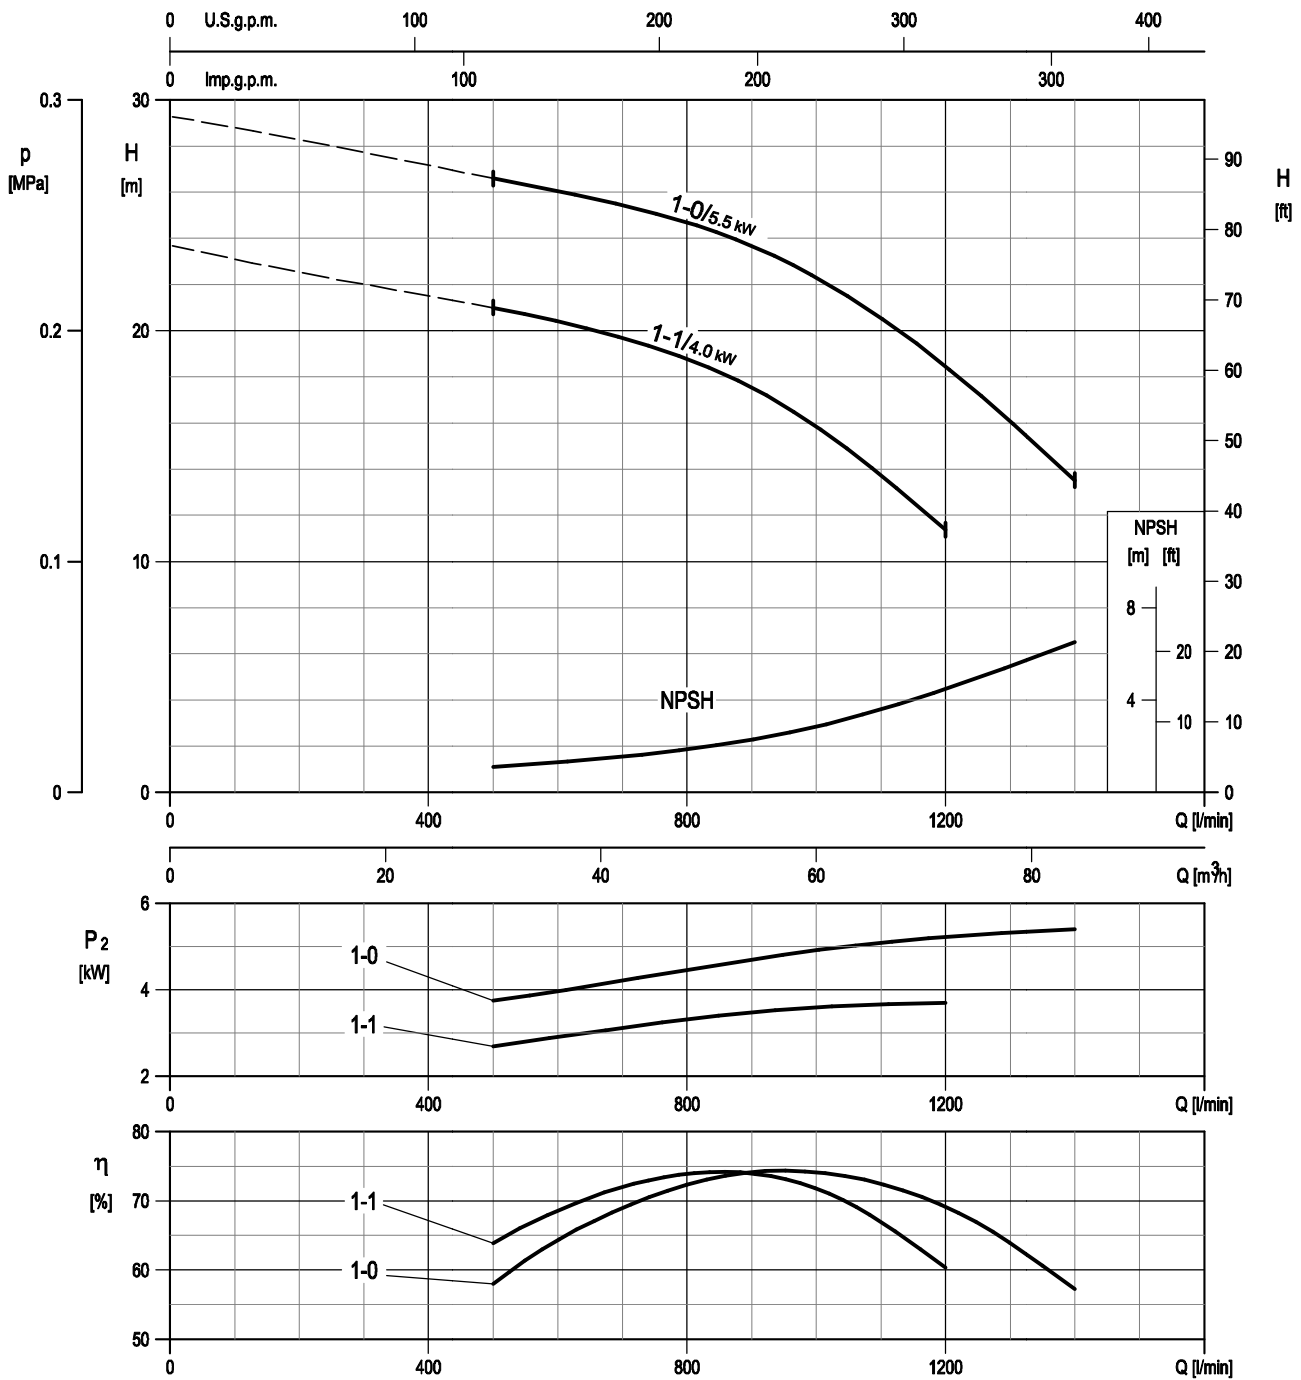 0 U.S.g.p.m. 100 200 300 400
0 Imp.g.p.m. 100 200 300
0.3 30
p H 90
[MPa] [m] H
[ft]
1-0/5.5 kW
80
70
0.2 20
1-1/4.0 kW
60
50
40
NPSH
[m] [ft]
0.1 10
30
8
20 20
NPSH 4
10 10
0 0 0
0 400 800 1200 Q [l/min]
0 20 40 60 80 Q [m³/h]
6
P2
1-0
[kW]
4
1-1
2
0 400 800 1200 Q [l/min]
80
η
[%]
70 1-1
60 1-0
50
0 400 800 1200 Q [l/min]